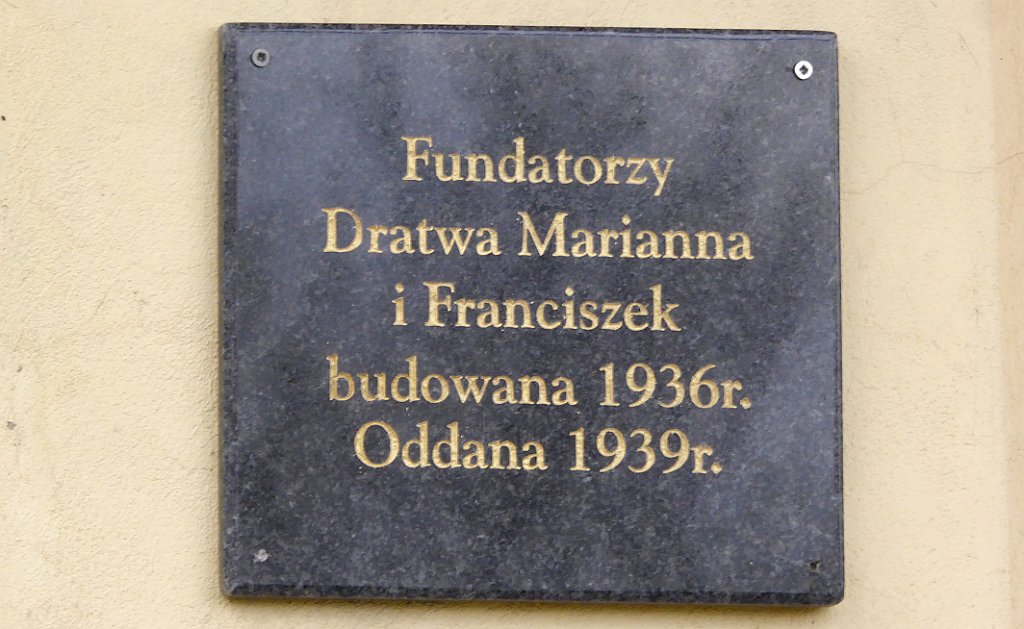 Fundatorzy
Dratwa Marianna
i Franciszek
budowana 1936r.
Oddana 1939r.